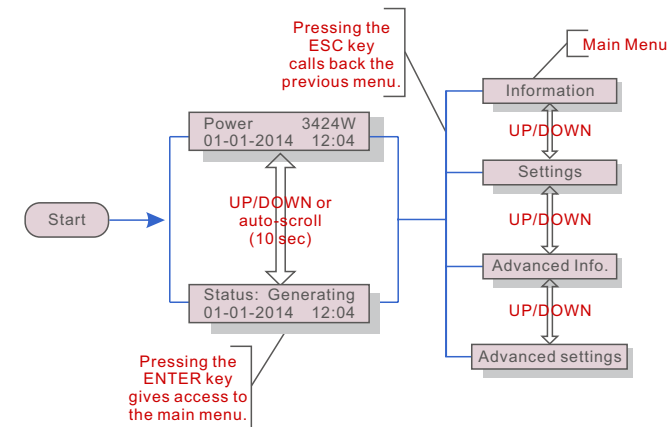 Pressing the
ESC key
calls back the
previous menu.
Main Menu
Information
UP/DOWN
Settings
UP/DOWN
Advanced Info.
UP/DOWN
Advanced settings
Power 3424W
01-01-2014 12:04
UP/DOWN or
auto-scroll
(10 sec)
Start
Status: Generating
01-01-2014 12:04
Pressing the
ENTER key
gives access to
the main menu.